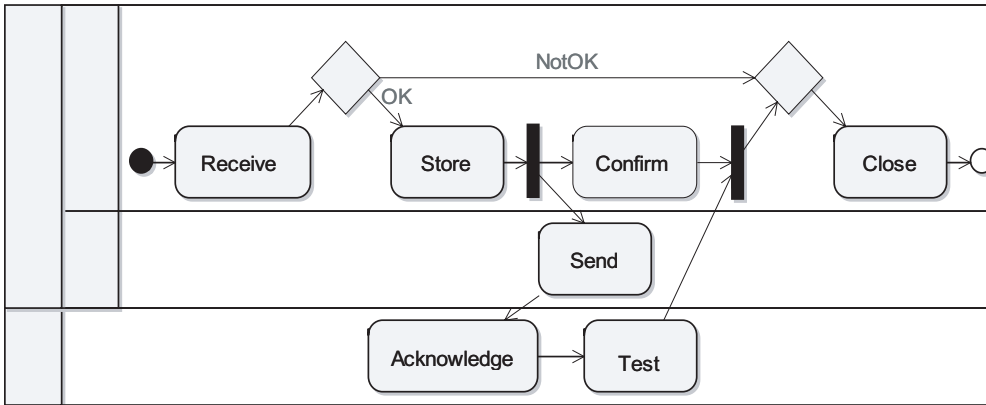 NotOK
OK
Receive
Store
Confirm
Close
Send
Acknowledge
Test